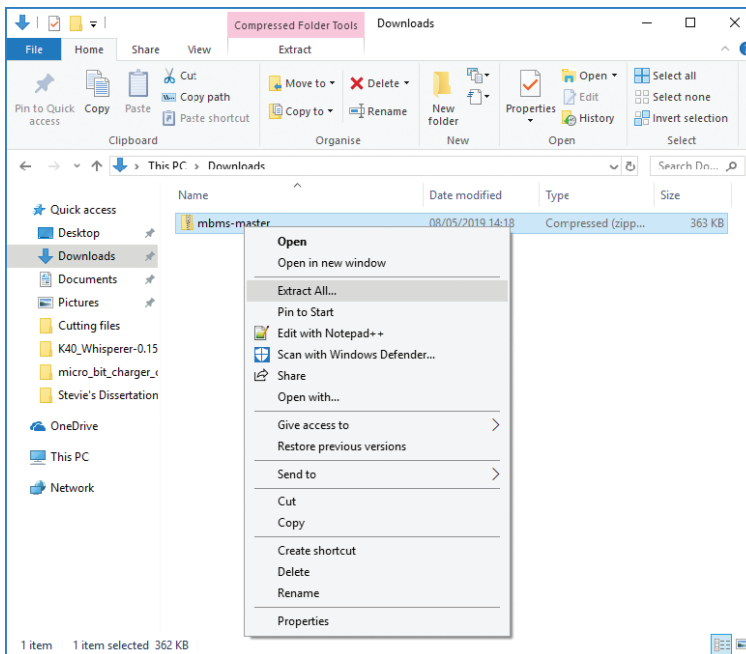 Compressed Folder Tools Downloads
File Home Share View Extract
Pin to Quick access
Copy
Paste
Cut
Copy path
Paste shortcut
Clipboard
Move to
Copy to
Delete
Rename
Organise
New folder
New
Properties
Open
Edit
History
Open
Select all
Select none
Invert selection
Select
This PC > Downloads
Search Do...
Name Date modified Type Size
Quick access
Desktop
Downloads
Documents
Pictures
Cutting files
K40_Whisperer-0.15
micro_bit_charger_
Stevie's Dissertation
OneDrive
This PC
Network
mbms-master 08/05/2019 14:18 Compressed (zipp... 363 KB
Open
Open in new window
Extract All...
Pin to Start
Edit with Notepad++
Scan with Windows Defender...
Share
Open with...
Give access to
Restore previous versions
Send to
Cut
Copy
Create shortcut
Delete
Rename
Properties
1 item 1 item selected 362 KB